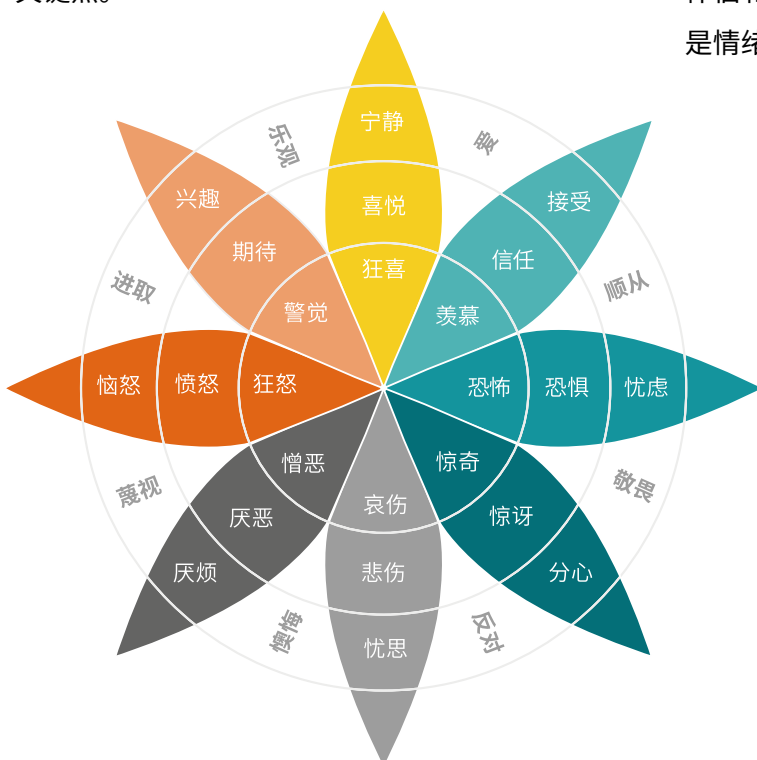 是情绪
宁静
喜悦
狂喜
爱
接受
信任
羡慕
顺从
恐怖
恐惧
忧虑
敬畏
惊奇
惊讶
分心
反对
哀伤
悲伤
忧思
懊悔
憎恶
厌恶
厌烦
蔑视
狂怒
愤怒
恼怒
进取
兴趣
期待
警觉
乐观